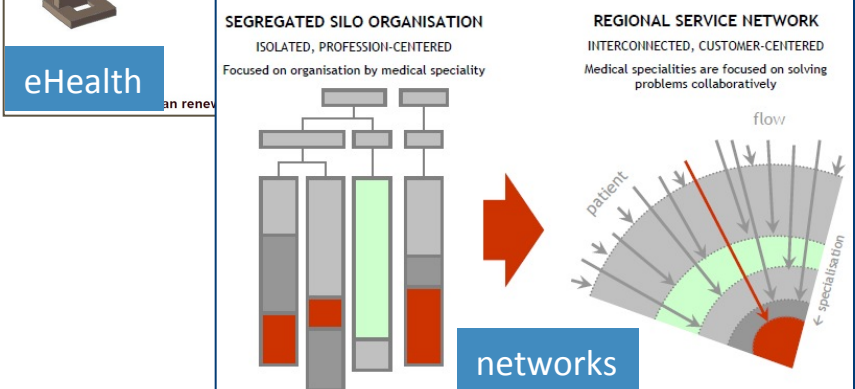 eHealth
an renew
SEGREGATED SILO ORGANISATION
ISOLATED, PROFESSION-CENTERED
Focused on organisation by medical speciality
REGIONAL SERVICE NETWORK
INTERCONNECTED, CUSTOMER-CENTERED
Medical specialities are focused on solving
problems collaboratively
flow
patient
← specialisation
networks